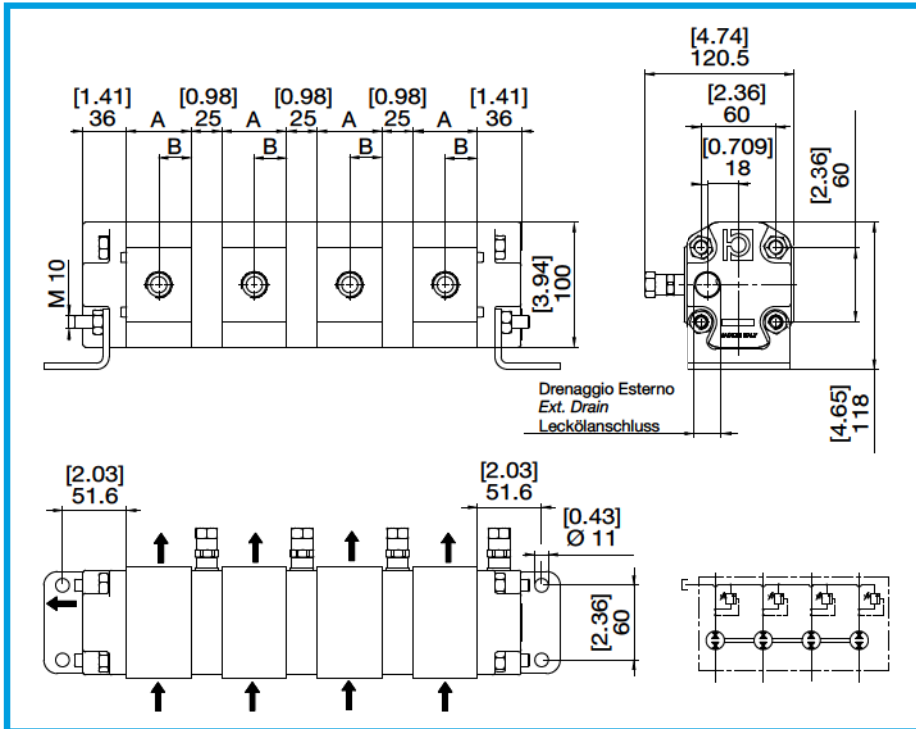 [4.74]
120.5
[1.41]
36
A
[0.98]
25
A
[0.98]
25
A
[0.98]
25
A
[1.41]
36
B
B
B
B
[2.36]
60
[0.709]
18
[2.36]
60
M 10
[3.94]
100
Drenaggio Esterno
Ext. Drain
Leckölanschluss
[4.65]
118
[2.03]
51.6
[2.03]
51.6
[0.43]
Ø 11
[2.36]
60